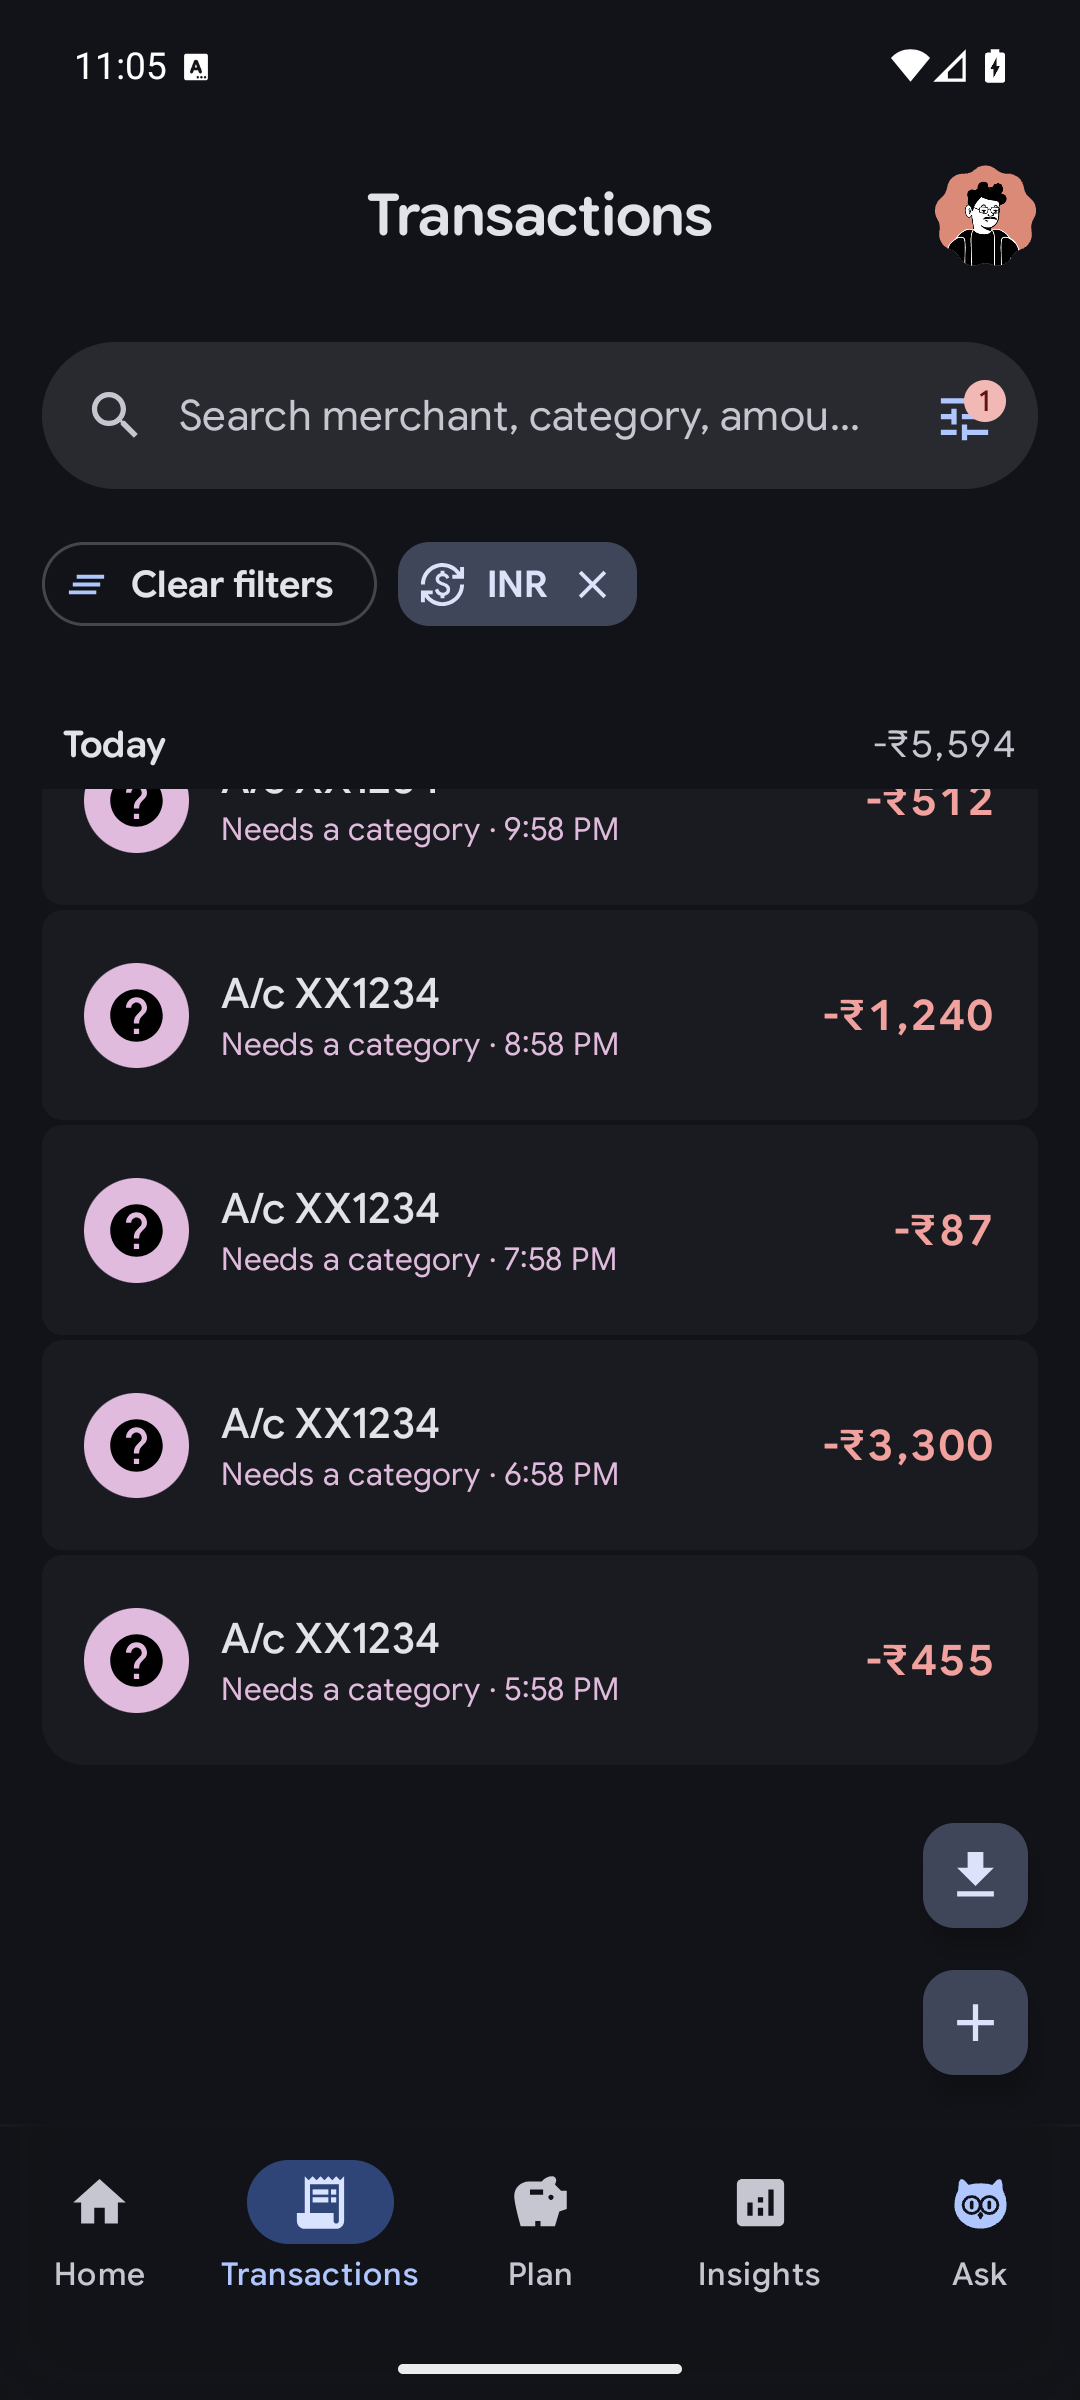 11:05
Transactions
Search merchant, category, amou...
1
Clear filters
INR
Today
-₹5,594
-₹512
Needs a category · 9:58 PM
A/c XX1234
-₹1,240
Needs a category · 8:58 PM
A/c XX1234
-₹87
Needs a category · 7:58 PM
A/c XX1234
-₹3,300
Needs a category · 6:58 PM
A/c XX1234
-₹455
Needs a category · 5:58 PM
Home
Transactions
Plan
Insights
Ask